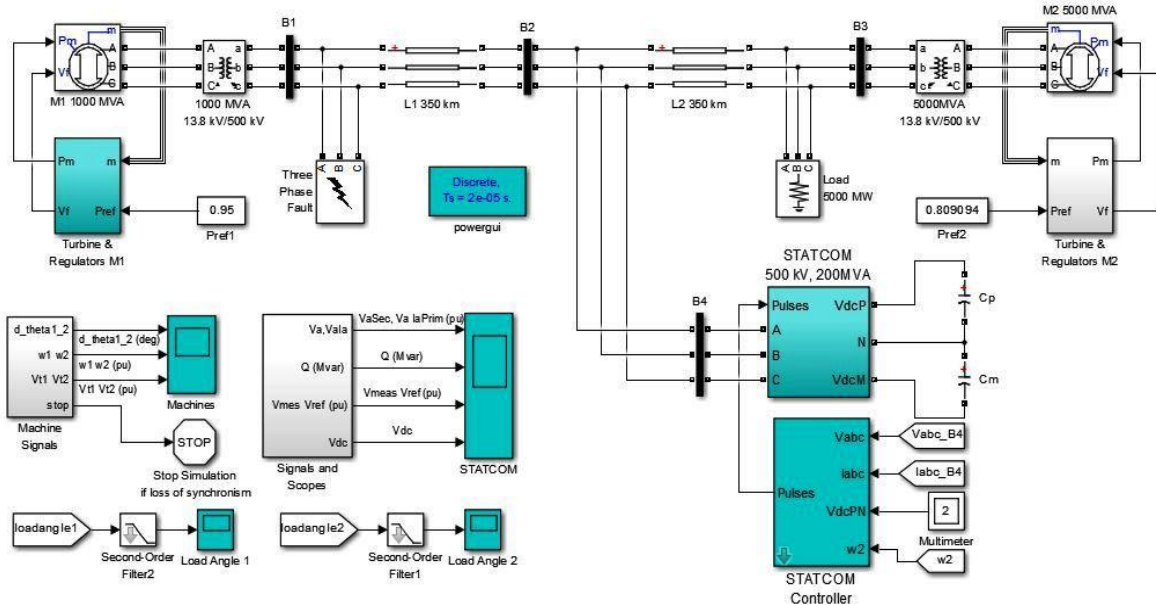 M1 1000 MVA
Pm
Vf
m
A
B
C
A
B
C
a
b
c
1000 MVA
13.8 kV/500 kV
B1
L1 350 km
B2
L2 350 km
B3
a
b
c
A
B
C
5000MVA
13.8 kV/500 kV
M2 5000 MVA
m
A
B
C
Pm
Vf
Pm
m
Vf
Pref
Turbine &
Regulators M1
0.95
Pref1
A B C
Three
Phase
Fault
Discrete,
Ts = 2e-05 s.
powergui
A B C
Load
5000 MW
0.809094
Pref2
m
Pm
Pref
Vf
Turbine &
Regulators M2
d_theta1_2
w1 w2
Vt1 Vt2
stop
Machine
Signals
d_theta1_2 (deg)
w1 w2 (pu)
Vt1 Vt2 (pu)
Machines
STOP
Stop Simulation
if loss of synchronism
Va,VaIa
Q (Mvar)
Vmes Vref (pu)
Vdc
Signals and
Scopes
VaSec, Va IaPrim (pu)
Q (Mvar)
Vmeas Vref (pu)
Vdc
STATCOM
B4
STATCOM
500 kV, 200MVA
Pulses
A
B
C
VdcP
N
VdcM
Cp
Cm
Vabc
Iabc
Pulses
VdcPN
w2
STATCOM
Controller
Vabc_B4
Iabc_B4
2
Multimeter
w2
loadangle1
Second-Order
Filter2
Load Angle 1
loadangle2
Second-Order
Filter1
Load Angle 2